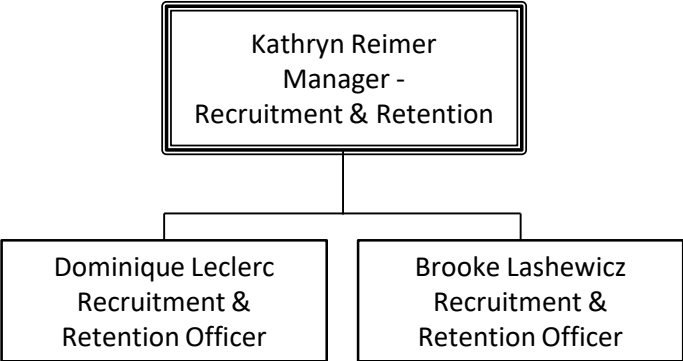 Kathryn Reimer
Manager -
Recruitment & Retention
Dominique Leclerc
Recruitment &
Retention Officer
Brooke Lashewicz
Recruitment &
Retention Officer